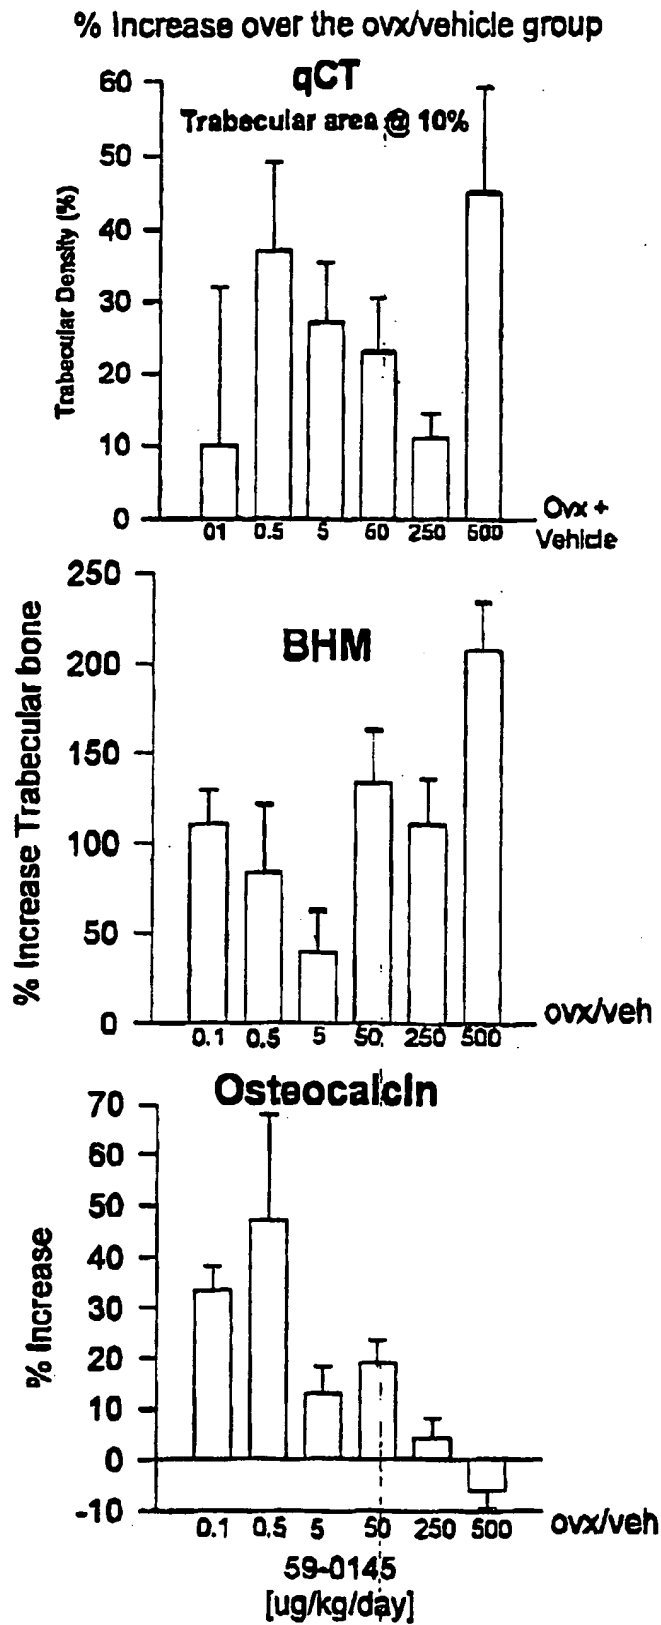 % Increase over the ovx/vehicle group
qCT
Trabecular area @ 10%
Trabecular Density (%)
60
50
40
30
20
10
0
01 0.5 5 60 250 500
Ovx +
Vehicle
BHM
% Increase Trabecular bone
250
200
150
100
50
0
0.1 0.5 5 50 250 500
ovx/veh
Osteocalcin
% Increase
70
60
50
40
30
20
10
0
-10
0.1 0.5 5 50 250 500
ovx/veh
59-0145
[ug/kg/day]